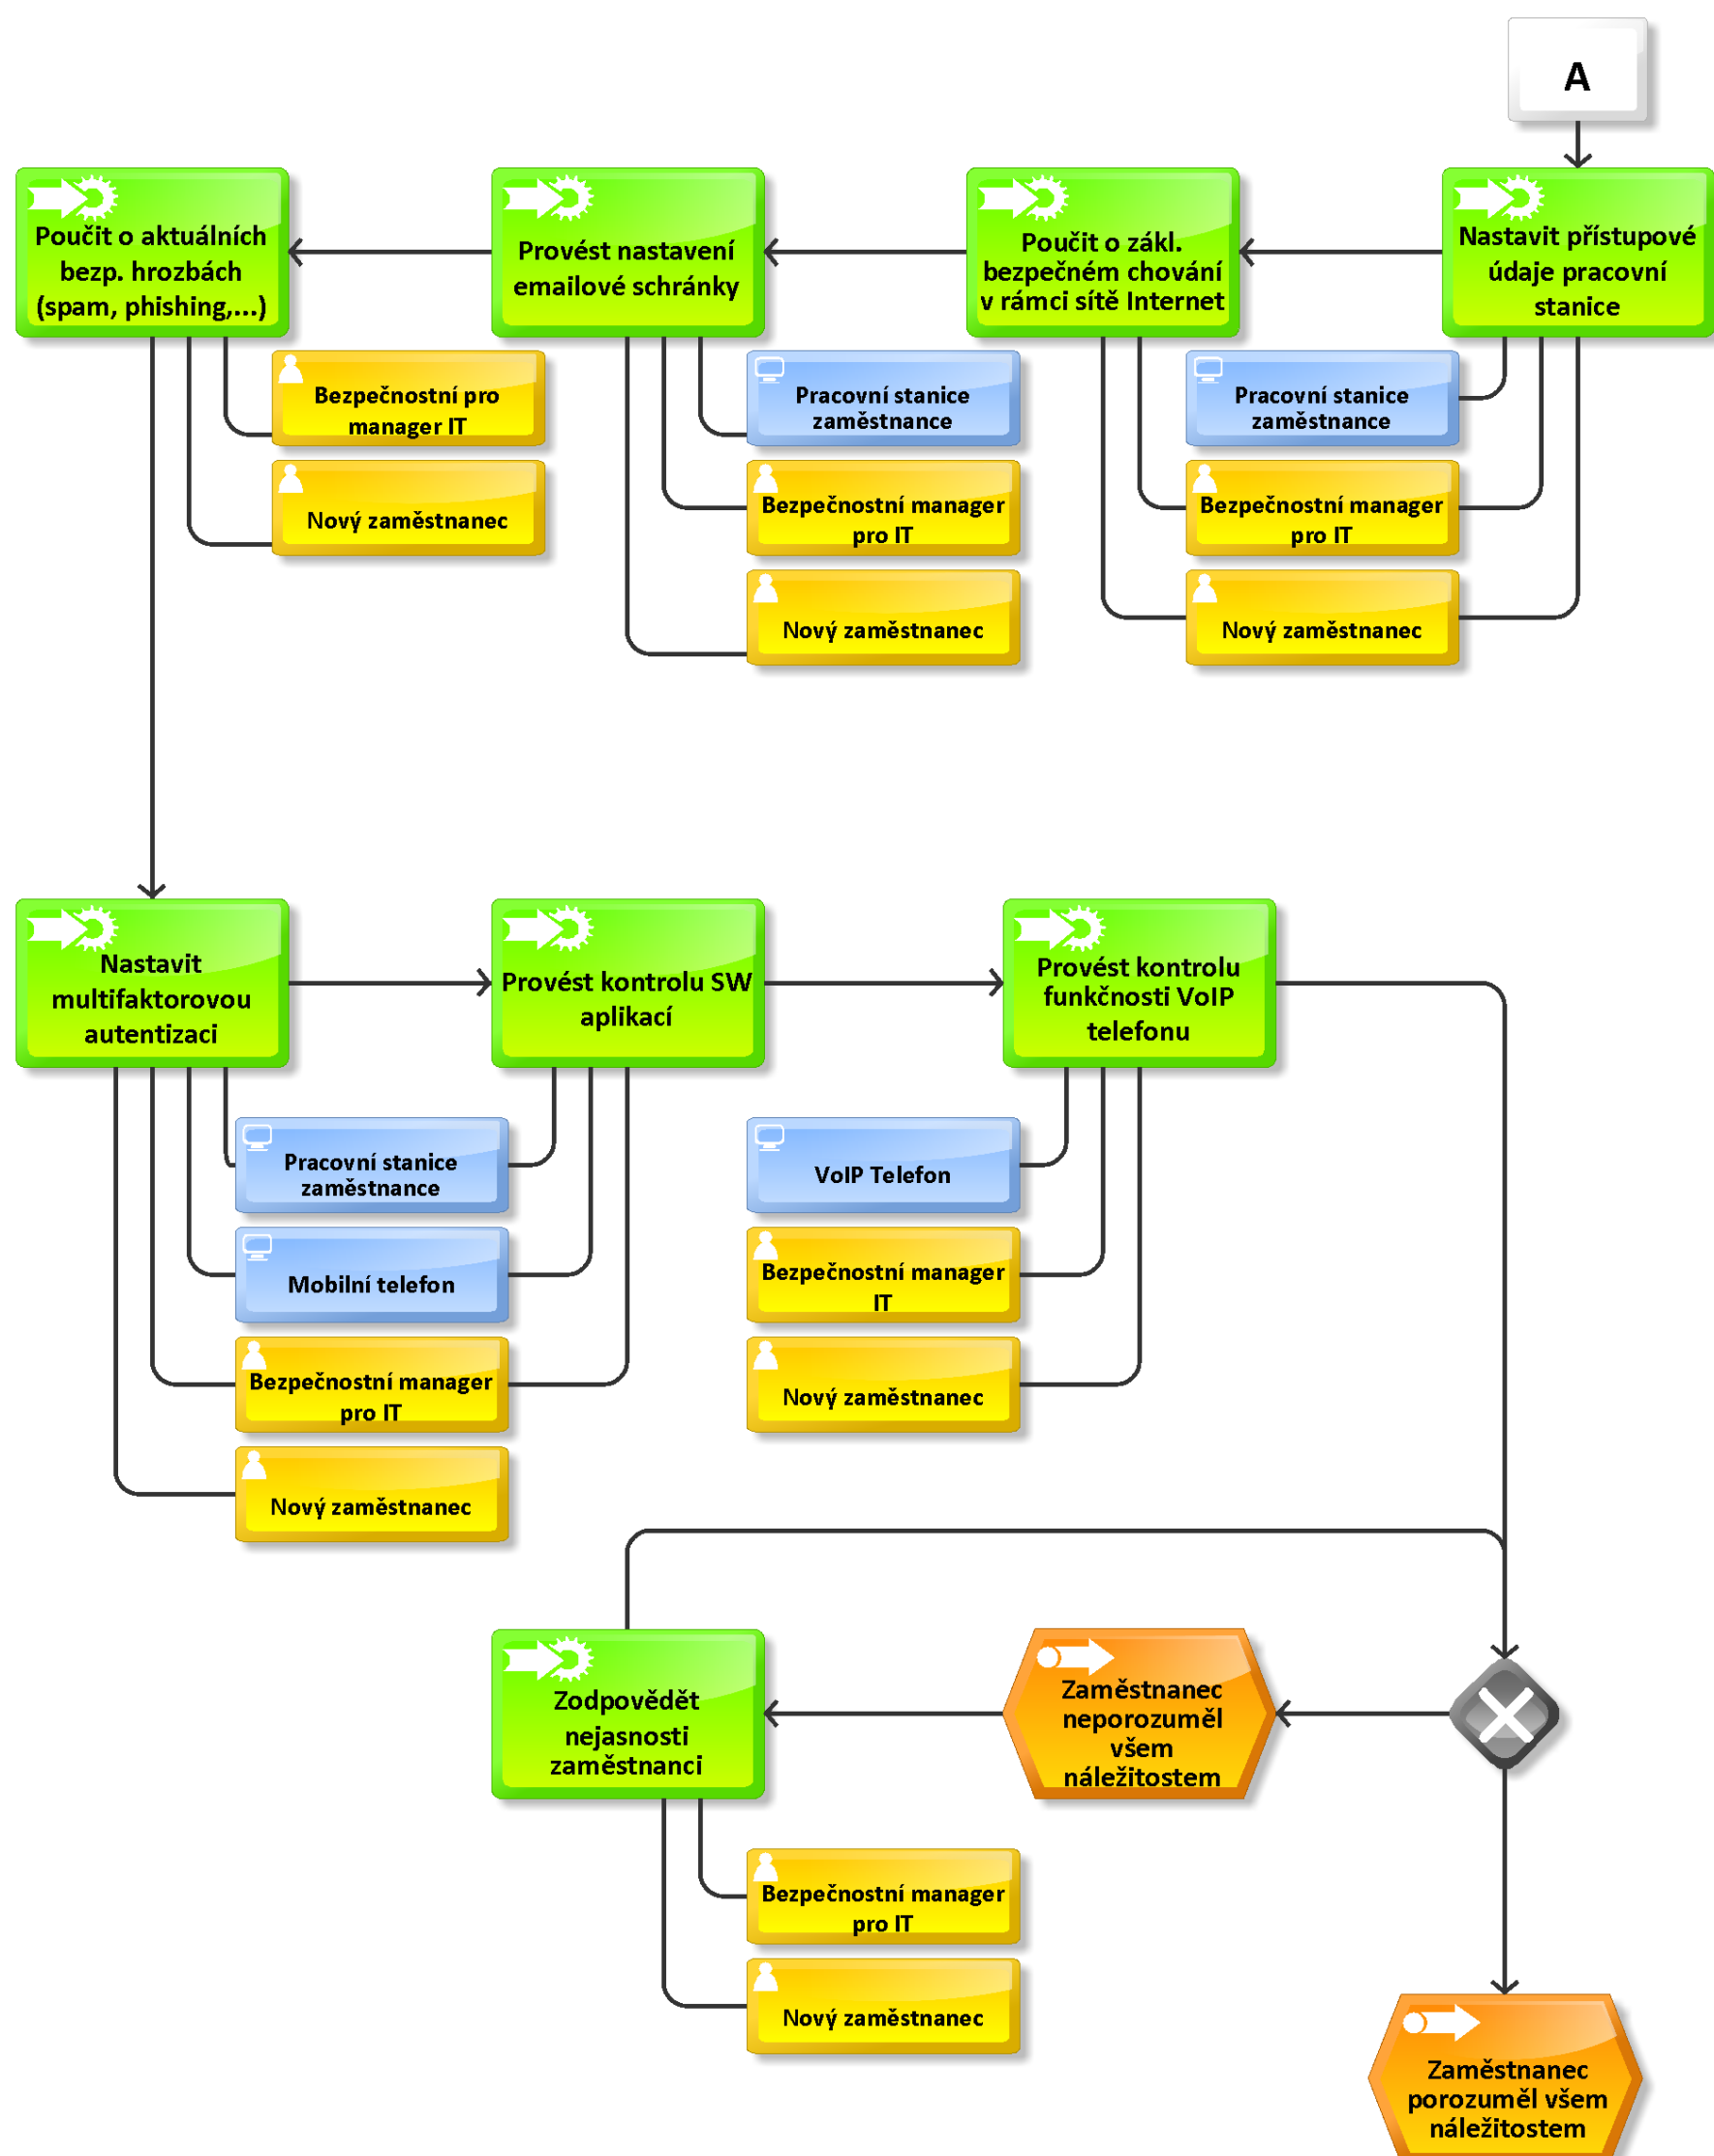 A
Poučit o aktuálních
bezp. hrozbách
(spam, phishing,...)
Provést nastavení
emailové schránky
Poučit o zákl.
bezpečném chování
v rámci sítě Internet
Nastavit přístupové
údaje pracovní
stanice
Bezpečnostní pro
manager IT
Nový zaměstnanec
Pracovní stanice
zaměstnance
Bezpečnostní manager
pro IT
Nový zaměstnanec
Pracovní stanice
zaměstnance
Bezpečnostní manager
pro IT
Nový zaměstnanec
Nastavit
multifaktorovou
autentizaci
Provést kontrolu SW
aplikací
Provést kontrolu
funkčnosti VoIP
telefonu
Pracovní stanice
zaměstnance
Mobilní telefon
Bezpečnostní manager
pro IT
Nový zaměstnanec
VoIP Telefon
Bezpečnostní manager
IT
Nový zaměstnanec
Zodpovědět
nejasnosti
zaměstnanci
Zaměstnanec
neporozuměl
všem
náležitostem
Bezpečnostní manager
pro IT
Nový zaměstnanec
Zaměstnanec
porozuměl všem
náležitostem